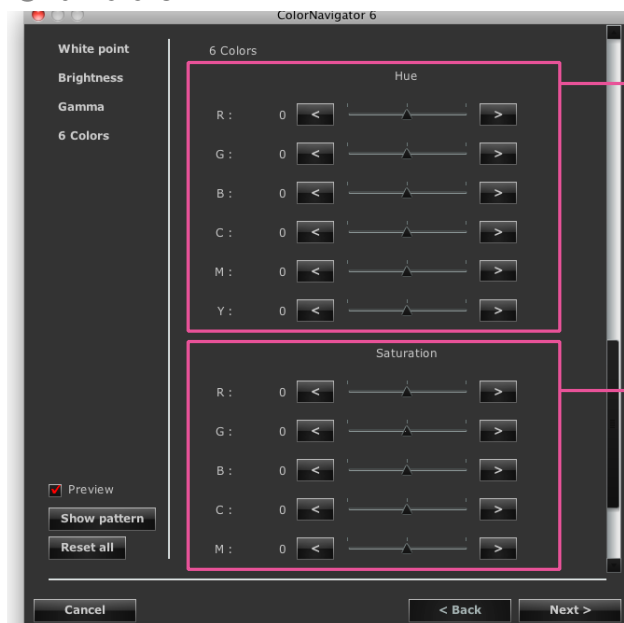 ColorNavigator 6
White point
Brightness
Gamma
6 Colors
6 Colors
Hue
R : 0 < >
G : 0 < >
B : 0 < >
C : 0 < >
M : 0 < >
Y : 0 < >
Saturation
R : 0 < >
G : 0 < >
B : 0 < >
C : 0 < >
M : 0 < >
Preview
Show pattern
Reset all
Cancel
< Back
Next >